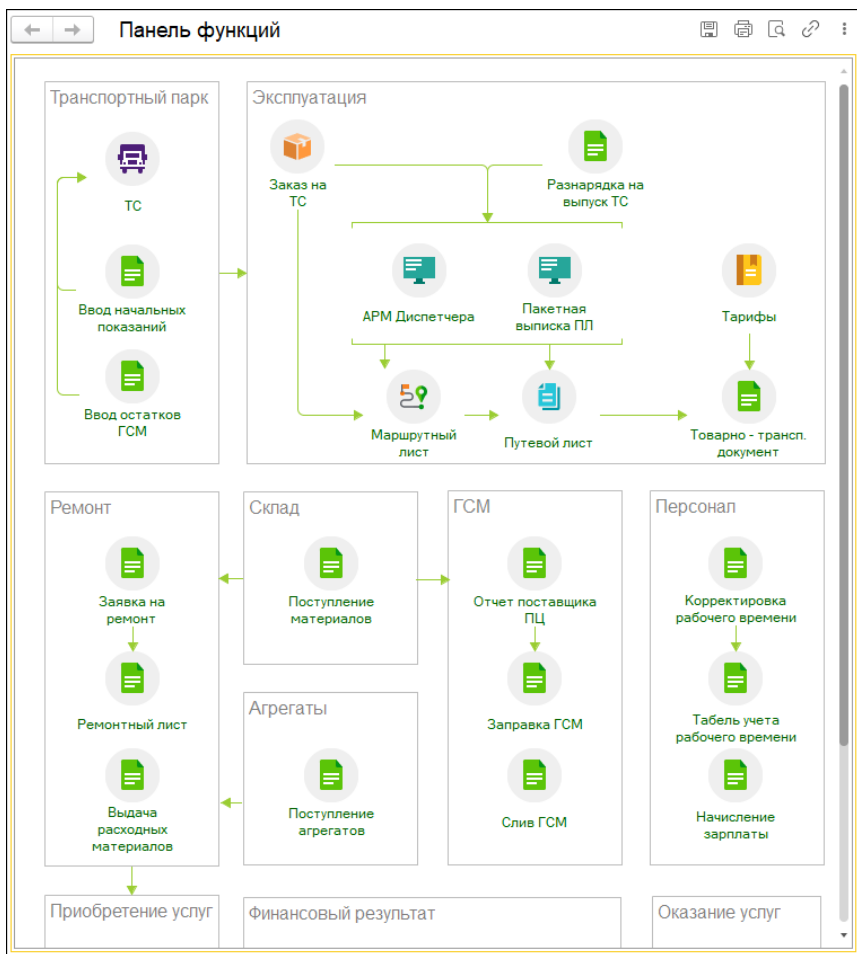 Панель функций
Транспортный парк
ТС
Ввод начальных
показаний
Ввод остатков
ГСМ
Эксплуатация
Заказ на
ТС
Разнарядка на
выпуск ТС
АРМ Диспетчера
Пакетная
выписка ПЛ
Тарифы
Маршрутный
лист
Путевой лист
Товарно - трансп.
документ
Ремонт
Заявка на
ремонт
Ремонтный лист
Выдача
расходных
материалов
Склад
Поступление
материалов
Агрегаты
Поступление
агрегатов
ГСМ
Отчет поставщика
ПЦ
Заправка ГСМ
Слив ГСМ
Персонал
Корректировка
рабочего времени
Табель учета
рабочего времени
Начисление
зарплаты
Приобретение услуг
Финансовый результат
Оказание услуг